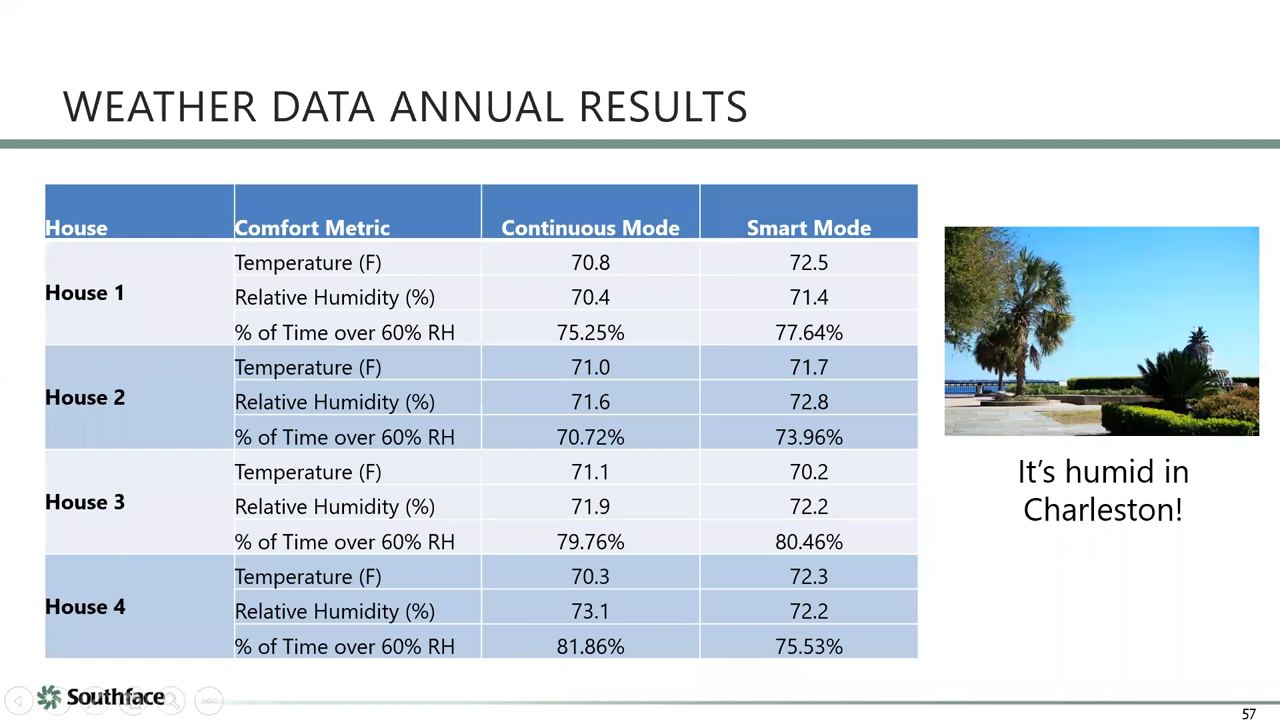 WEATHER DATA ANNUAL RESULTS
House Comfort Metric Continuous Mode Smart Mode
House 1
Temperature (F) 70.8 72.5
Relative Humidity (%) 70.4 71.4
% of Time over 60% RH 75.25% 77.64%
House 2
Temperature (F) 71.0 71.7
Relative Humidity (%) 71.6 72.8
% of Time over 60% RH 70.72% 73.96%
House 3
Temperature (F) 71.1 70.2
Relative Humidity (%) 71.9 72.2
% of Time over 60% RH 79.76% 80.46%
House 4
Temperature (F) 70.3 72.3
Relative Humidity (%) 73.1 72.2
% of Time over 60% RH 81.86% 75.53%
It’s humid in
Charleston!
Southface
57